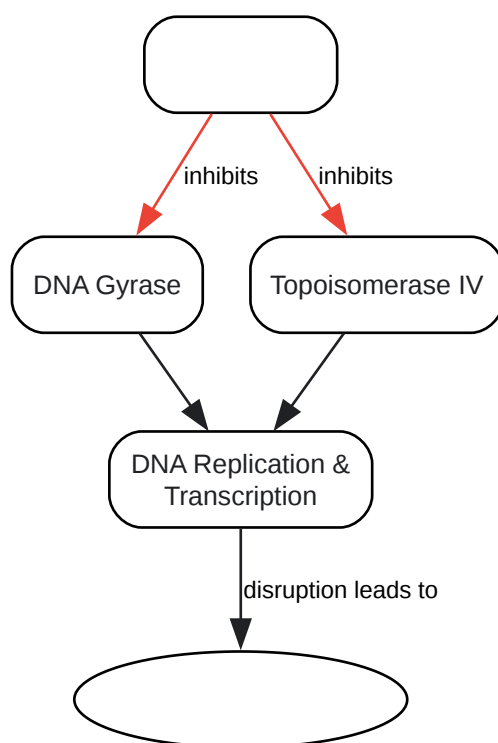 inhibits
inhibits
DNA Gyrase
Topoisomerase IV
DNA Replication &
Transcription
disruption leads to